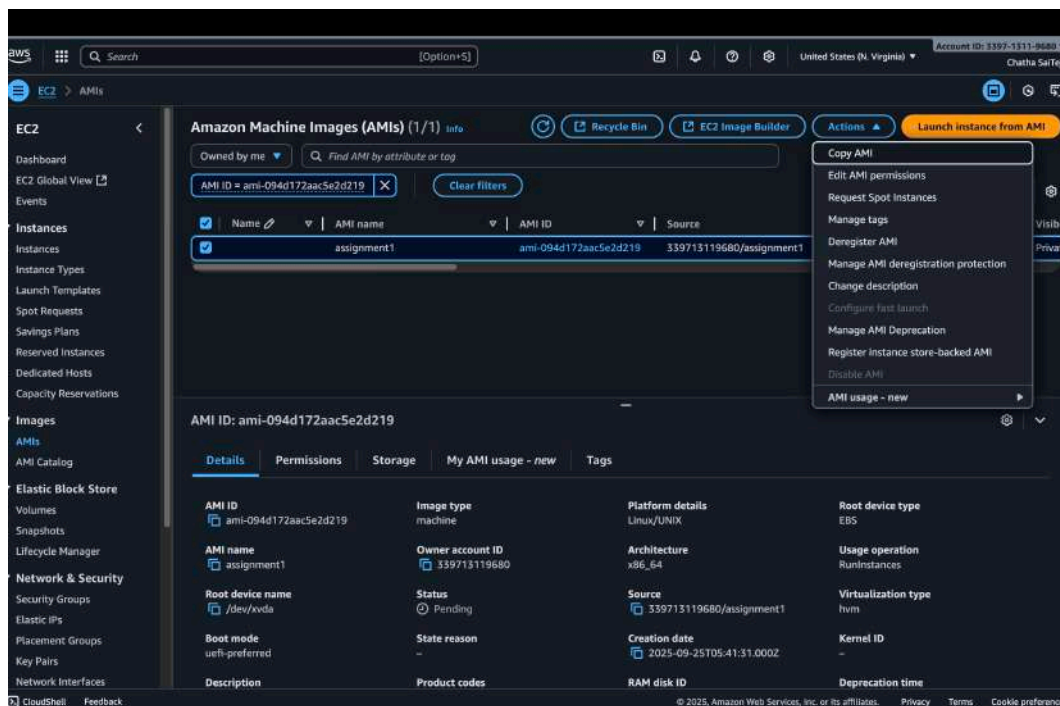 aws
Search
[Option+S]
United States (N. Virginia)
Account ID: 3397-1311-9680
Chatha SaiTe
EC2 > AMIs
EC2
Dashboard
EC2 Global View
Events
Instances
Instances
Instance Types
Launch Templates
Spot Requests
Savings Plans
Reserved Instances
Dedicated Hosts
Capacity Reservations
Images
AMIs
AMI Catalog
Elastic Block Store
Volumes
Snapshots
Lifecycle Manager
Network & Security
Security Groups
Elastic IPs
Placement Groups
Key Pairs
Network Interfaces
Amazon Machine Images (AMIs) (1/1) Info
Recycle Bin
EC2 Image Builder
Actions
Launch instance from AMI
Owned by me
Find AMI by attribute or tag
AMI ID = ami-094d172aac5e2d219
Clear filters
Name | AMI name | AMI ID | Source
Visib
assignment1 ami-094d172aac5e2d219 339713119680/assignment1
Priva
Copy AMI
Edit AMI permissions
Request Spot Instances
Manage tags
Deregister AMI
Manage AMI deregistration protection
Change description
Configure fast launch
Manage AMI Deprecation
Register instance store-backed AMI
Disable AMI
AMI usage - new
AMI ID: ami-094d172aac5e2d219
Details Permissions Storage My AMI usage - new Tags
AMI ID
ami-094d172aac5e2d219
Image type
machine
Platform details
Linux/UNIX
Root device type
EBS
AMI name
assignment1
Owner account ID
339713119680
Architecture
x86_64
Usage operation
RunInstances
Root device name
/dev/xvda
Status
Pending
Source
339713119680/assignment1
Virtualization type
hvm
Boot mode
uefi-preferred
State reason
–
Creation date
2025-09-25T05:41:31.000Z
Kernel ID
–
Description
Product codes
RAM disk ID
Deprecation time
CloudShell Feedback
© 2025, Amazon Web Services, Inc. or its affiliates. Privacy Terms Cookie preferenc